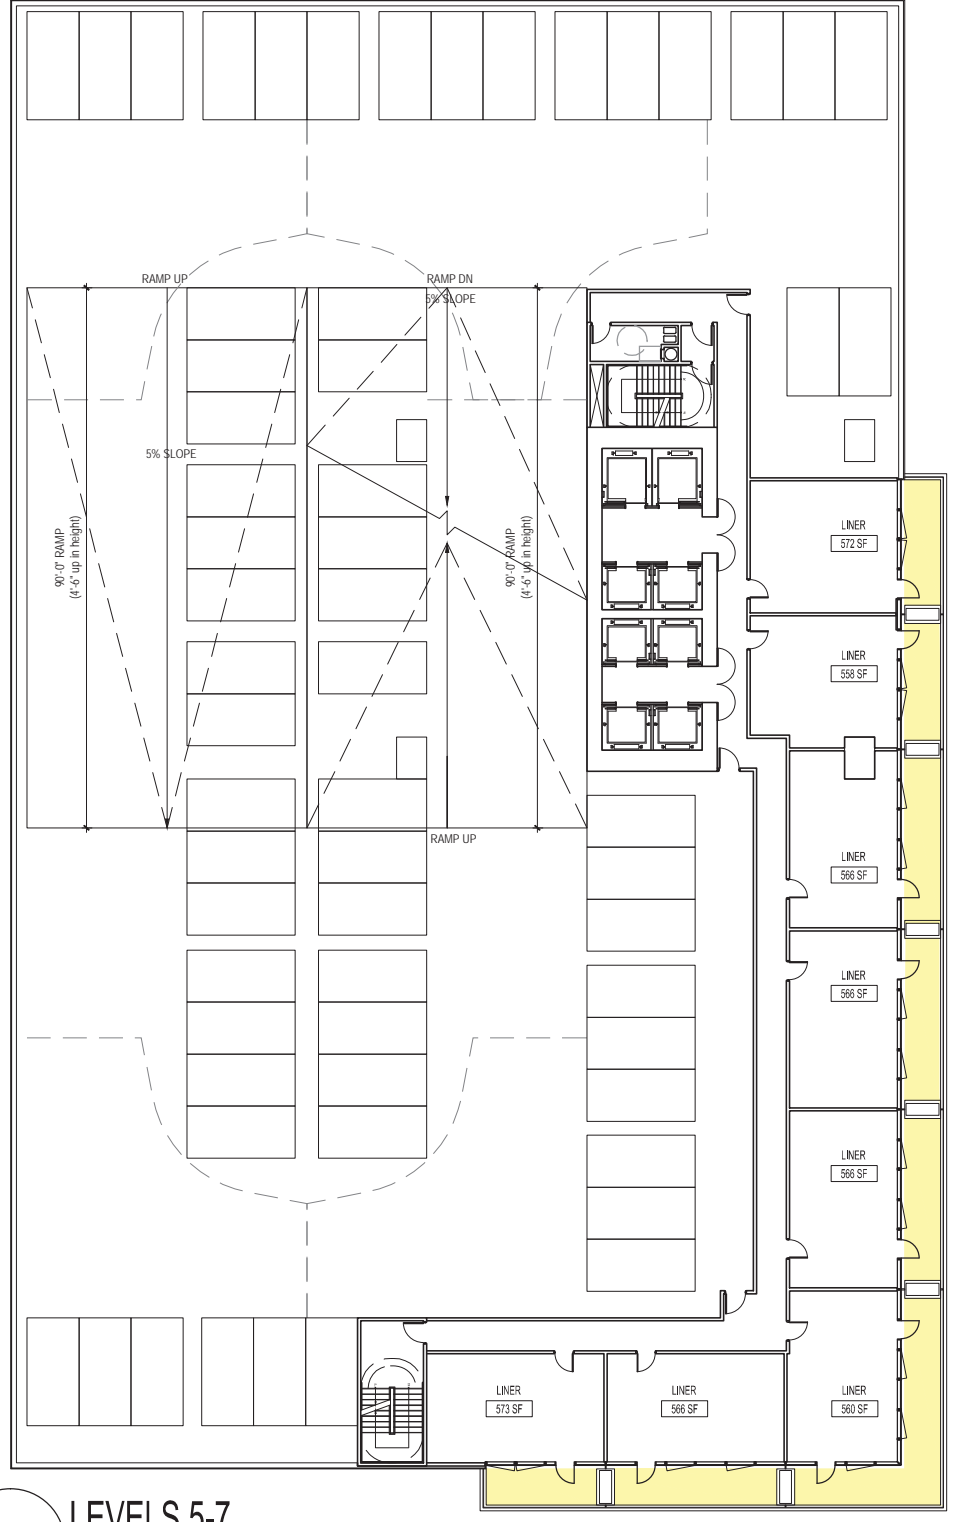 RAMP UP
RAMP DN
5% SLOPE
5% SLOPE
90'-0" RAMP
(4'-6" up in height)
90'-0" RAMP
(4'-6" up in height)
LINER
572 SF
LINER
558 SF
RAMP UP
LINER
566 SF
LINER
566 SF
LINER
566 SF
LINER
573 SF
LINER
566 SF
LINER
560 SF
LEVELS 5-7